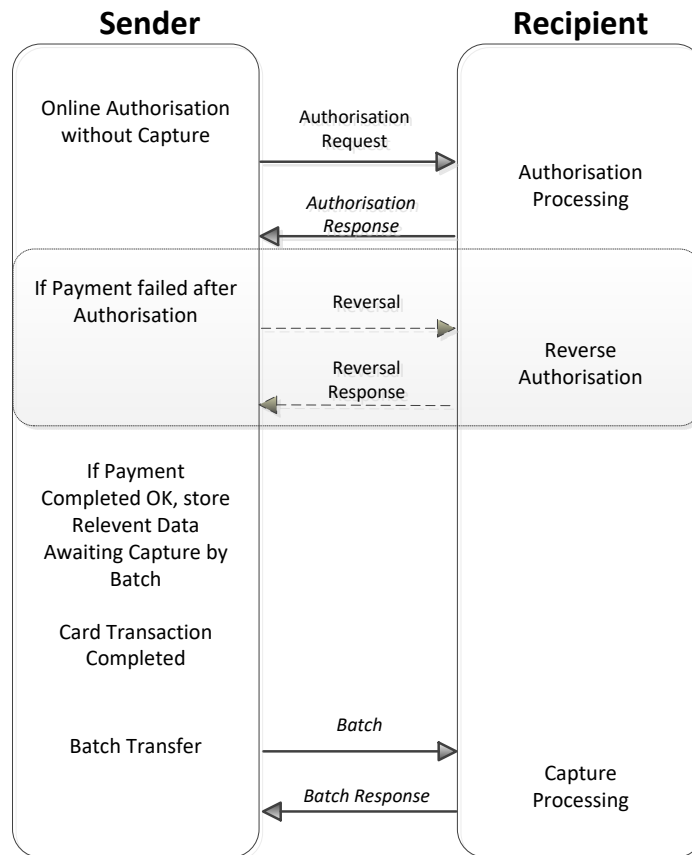 Sender
Recipient
Online Authorisation
without Capture
Authorisation
Request
Authorisation
Processing
Authorisation
Response
If Payment failed after
Authorisation
Reversal
Reverse
Authorisation
Reversal
Response
If Payment
Completed OK, store
Relevent Data
Awaiting Capture by
Batch
Card Transaction
Completed
Batch Transfer
Batch
Batch Response
Capture
Processing